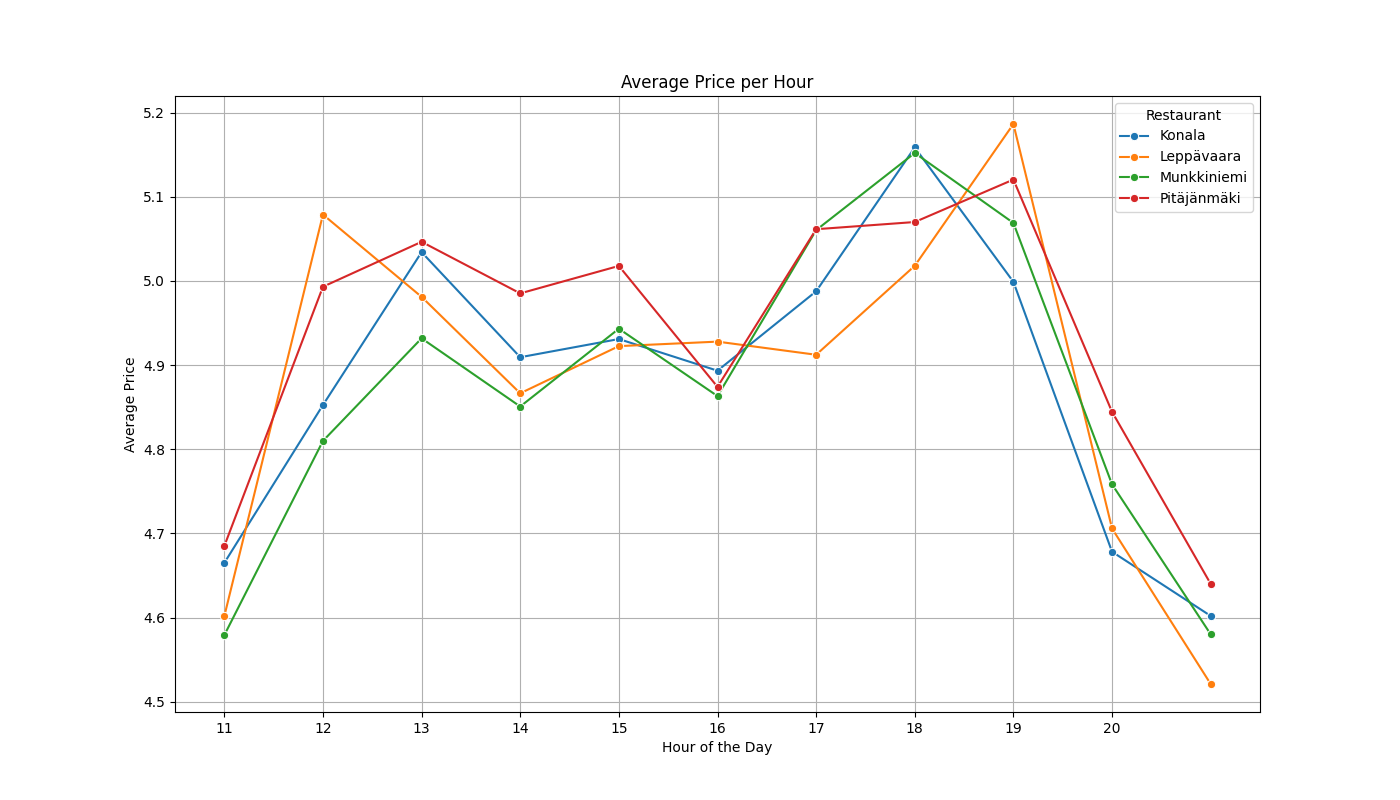 Average Price per Hour
5.2
5.1
5.0
4.9
4.8
4.7
4.6
4.5
Average Price
11 12 13 14 15 16 17 18 19 20
Hour of the Day
Restaurant
Konala
Leppävaara
Munkkiniemi
Pitäjänmäki